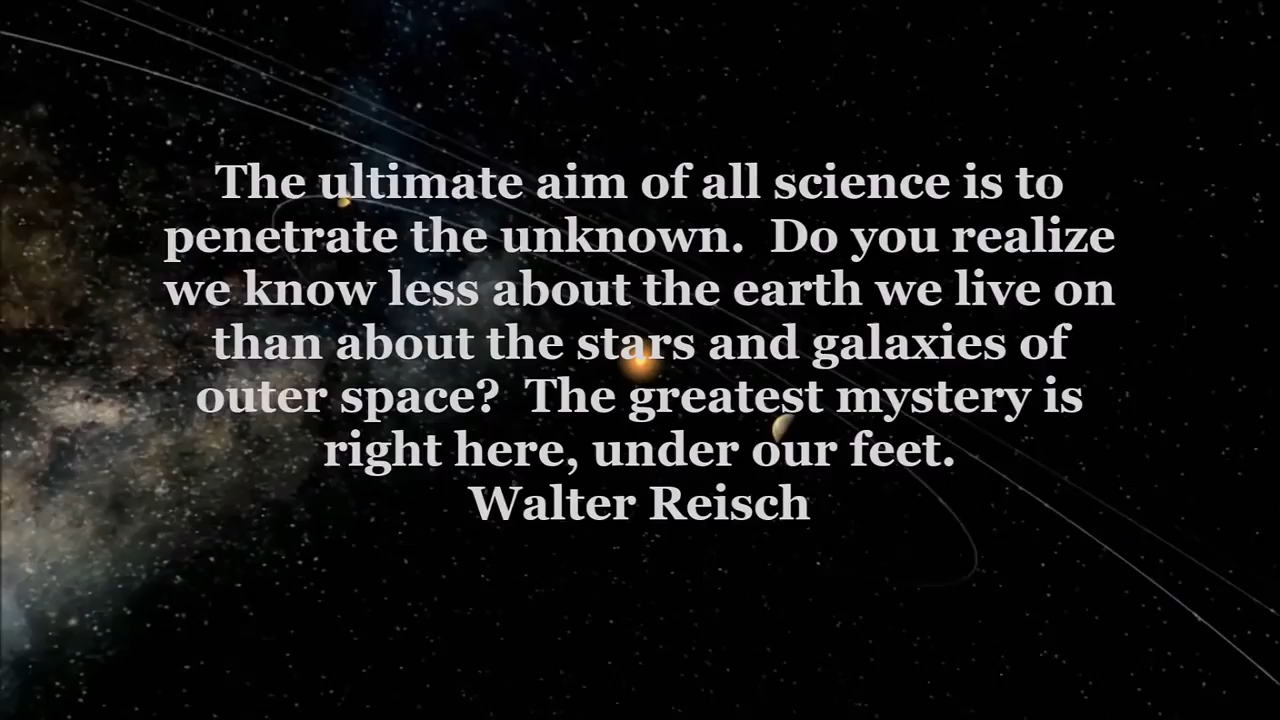 The ultimate aim of all science is to
penetrate the unknown.  Do you realize
we know less about the earth we live on
than about the stars and galaxies of
outer space?  The greatest mystery is
right here, under our feet.
Walter Reisch